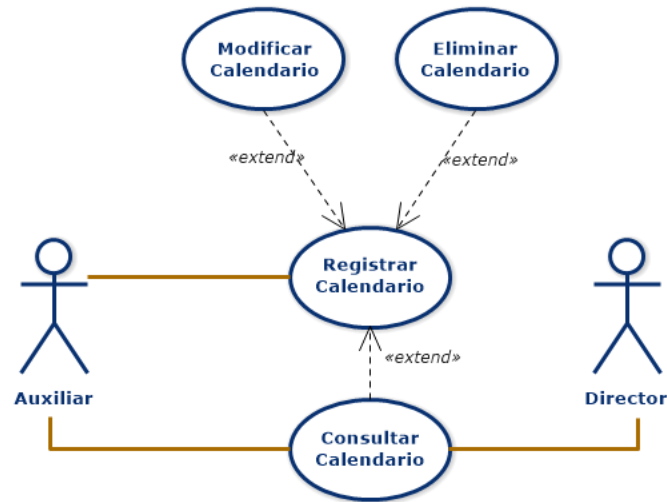 Modificar
Calendario
Eliminar
Calendario
«extend»
«extend»
Registrar
Calendario
«extend»
Auxiliar
Director
Consultar
Calendario